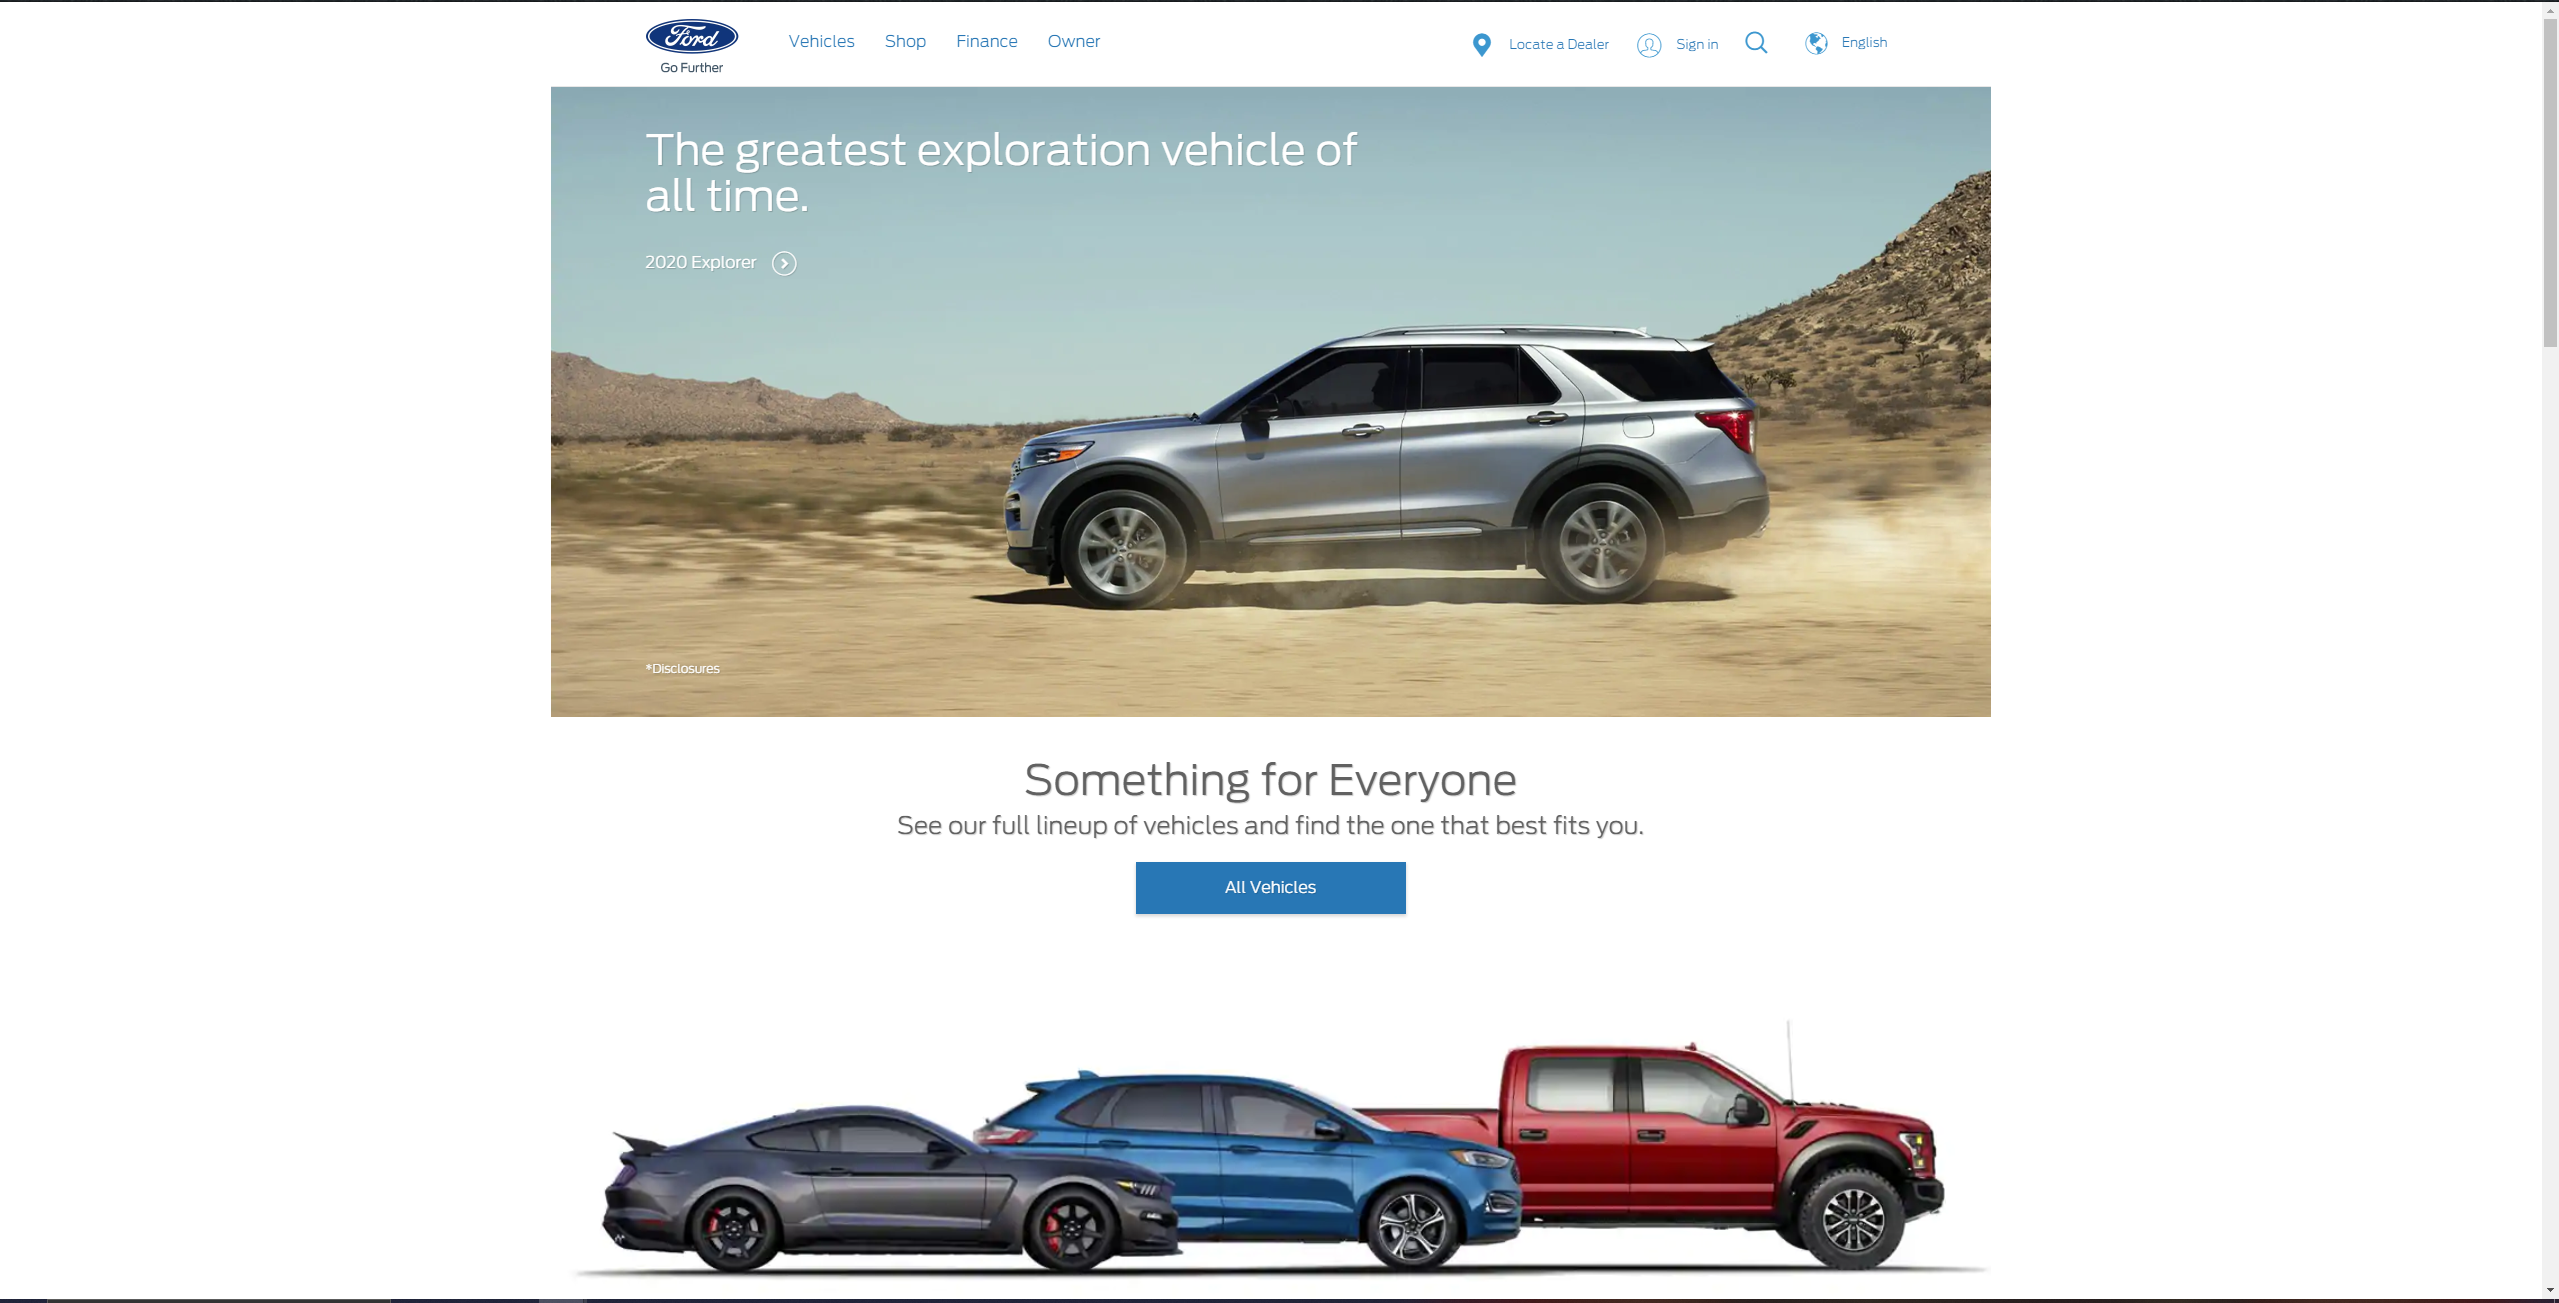 Ford
Go Further
Vehicles
Shop
Finance
Owner
Locate a Dealer
Sign in
English
The greatest exploration vehicle of
all time.
2020 Explorer
*Disclosures
Something for Everyone
See our full lineup of vehicles and find the one that best fits you.
All Vehicles